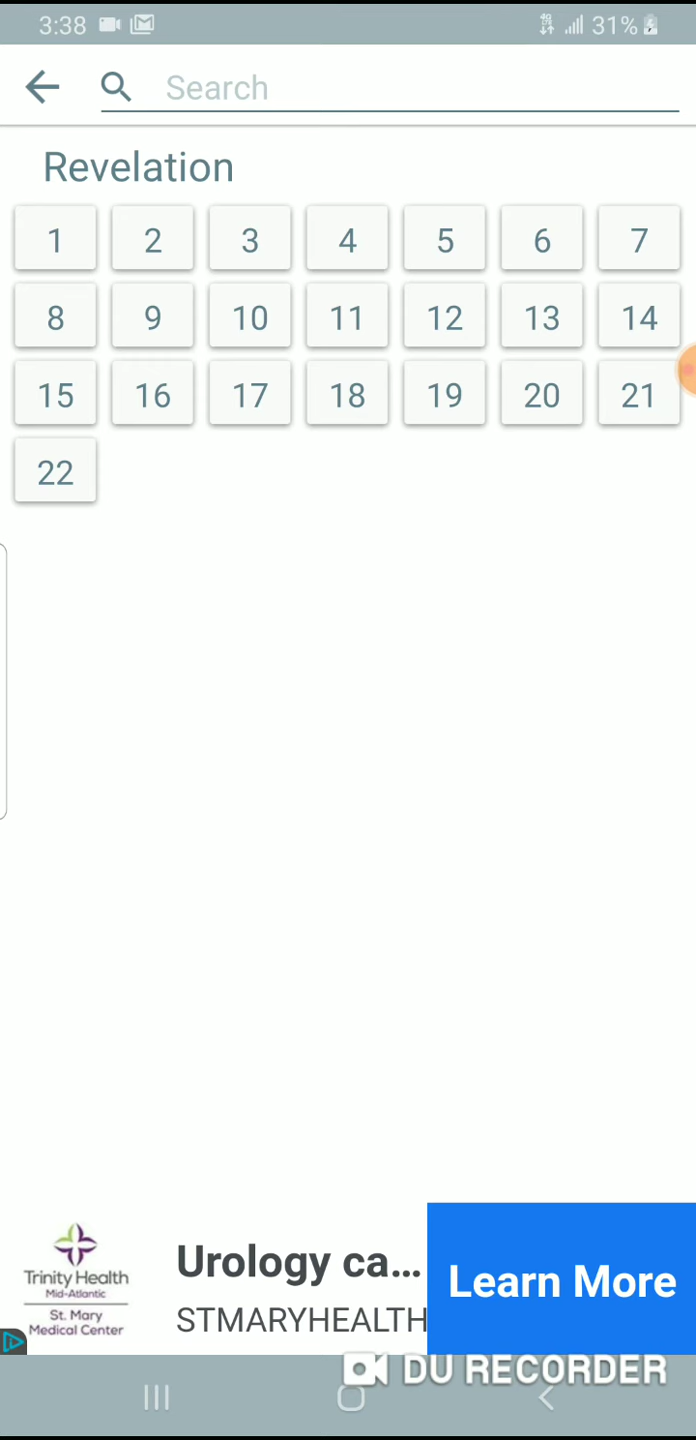 3:38 31%
Search
Revelation
1 2 3 4 5 6 7
8 9 10 11 12 13 14
15 16 17 18 19 20 21
22
Trinity Health
Mid-Atlantic
St. Mary
Medical Center
Urology ca...
STMARYHEALTH
Learn More
DU RECORDER